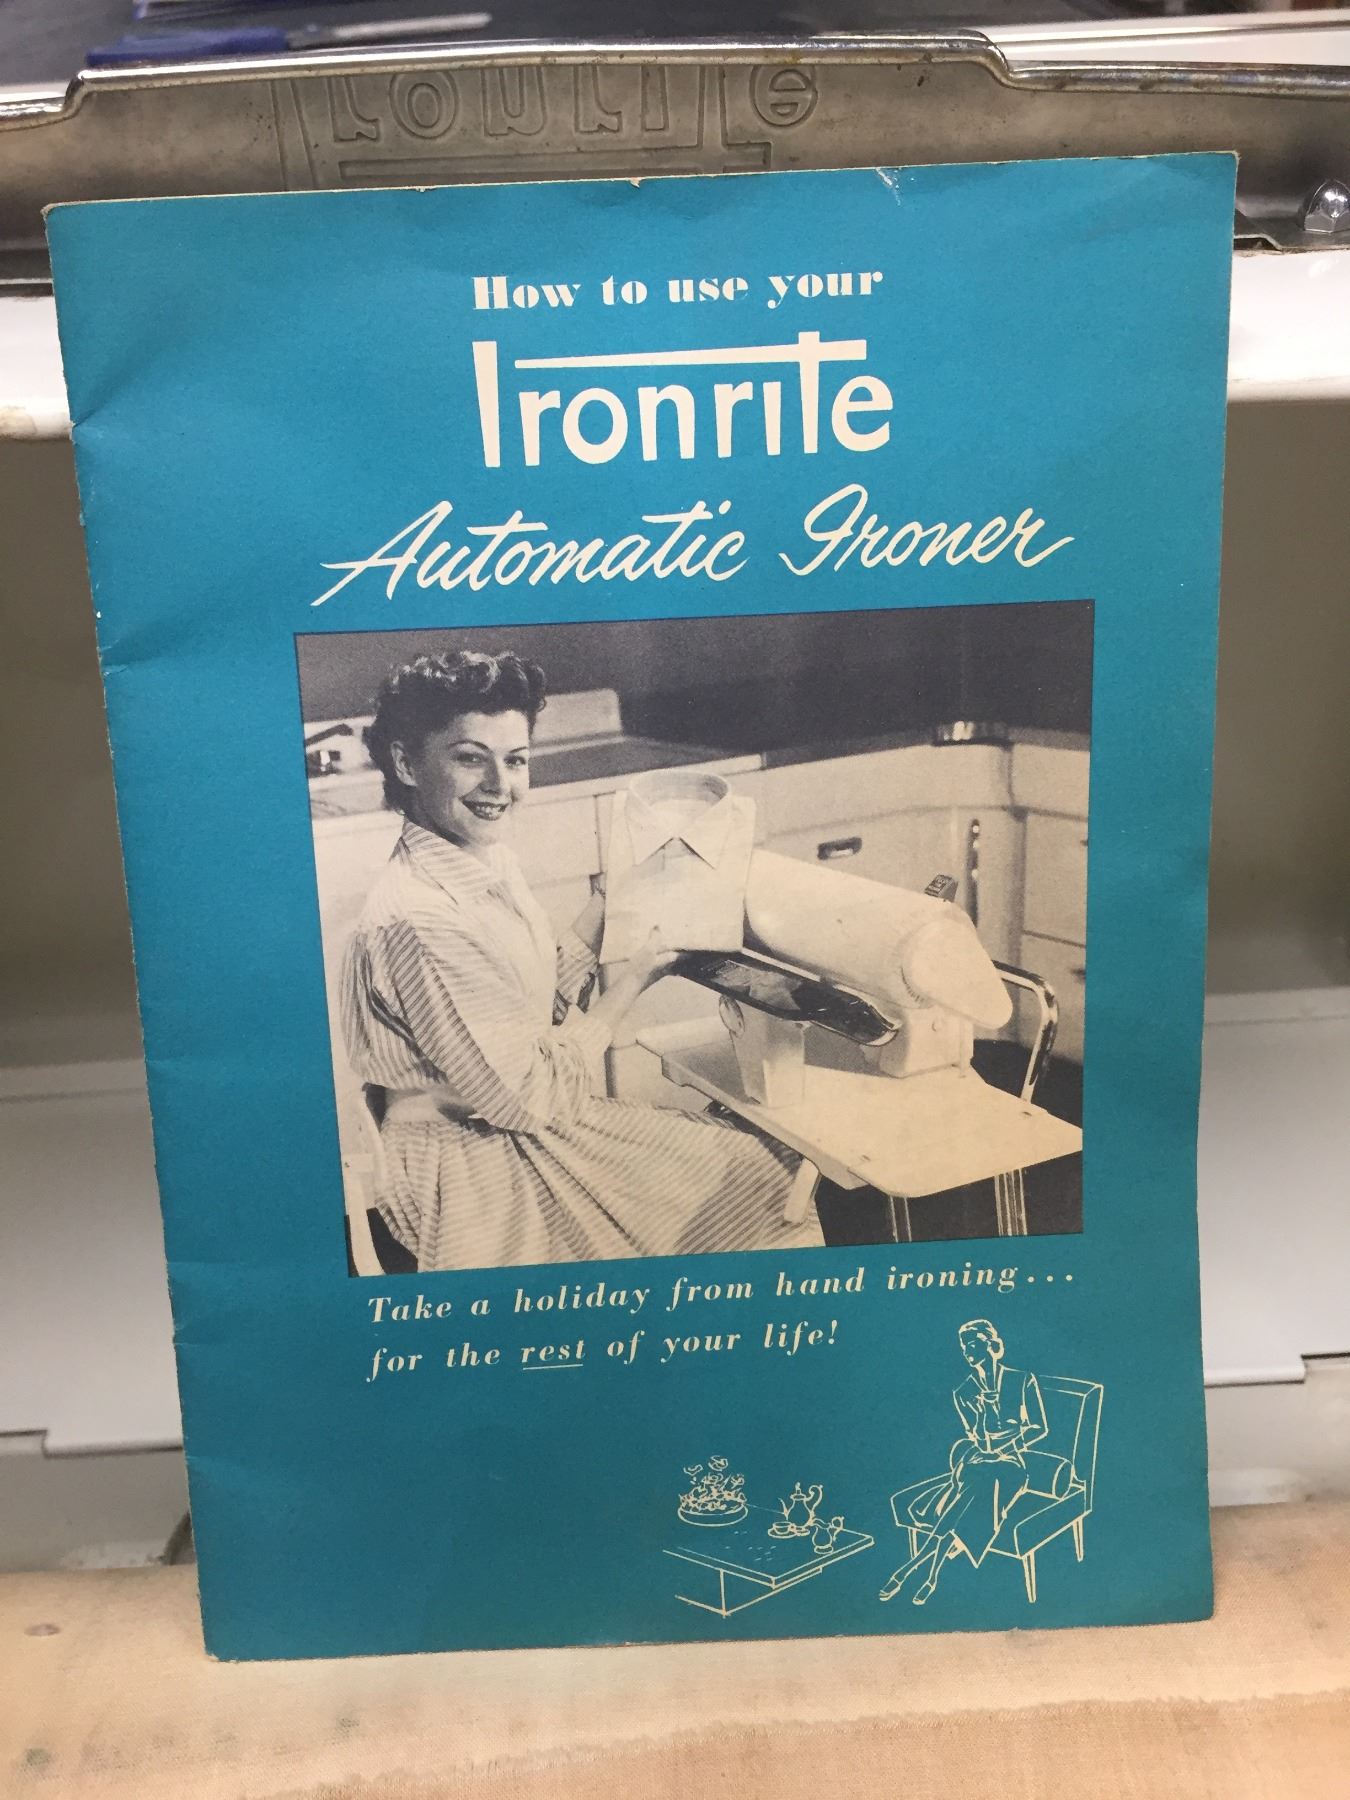 Ironrite
How to use your
Ironrite
Automatic Ironer
Take a holiday from hand ironing...
for the rest of your life!